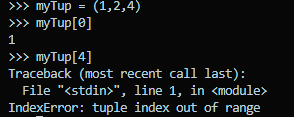 >>> myTup = (1,2,4)
>>> myTup[0]
1
>>> myTup[4]
Traceback (most recent call last):
  File "<stdin>", line 1, in <module>
IndexError: tuple index out of range